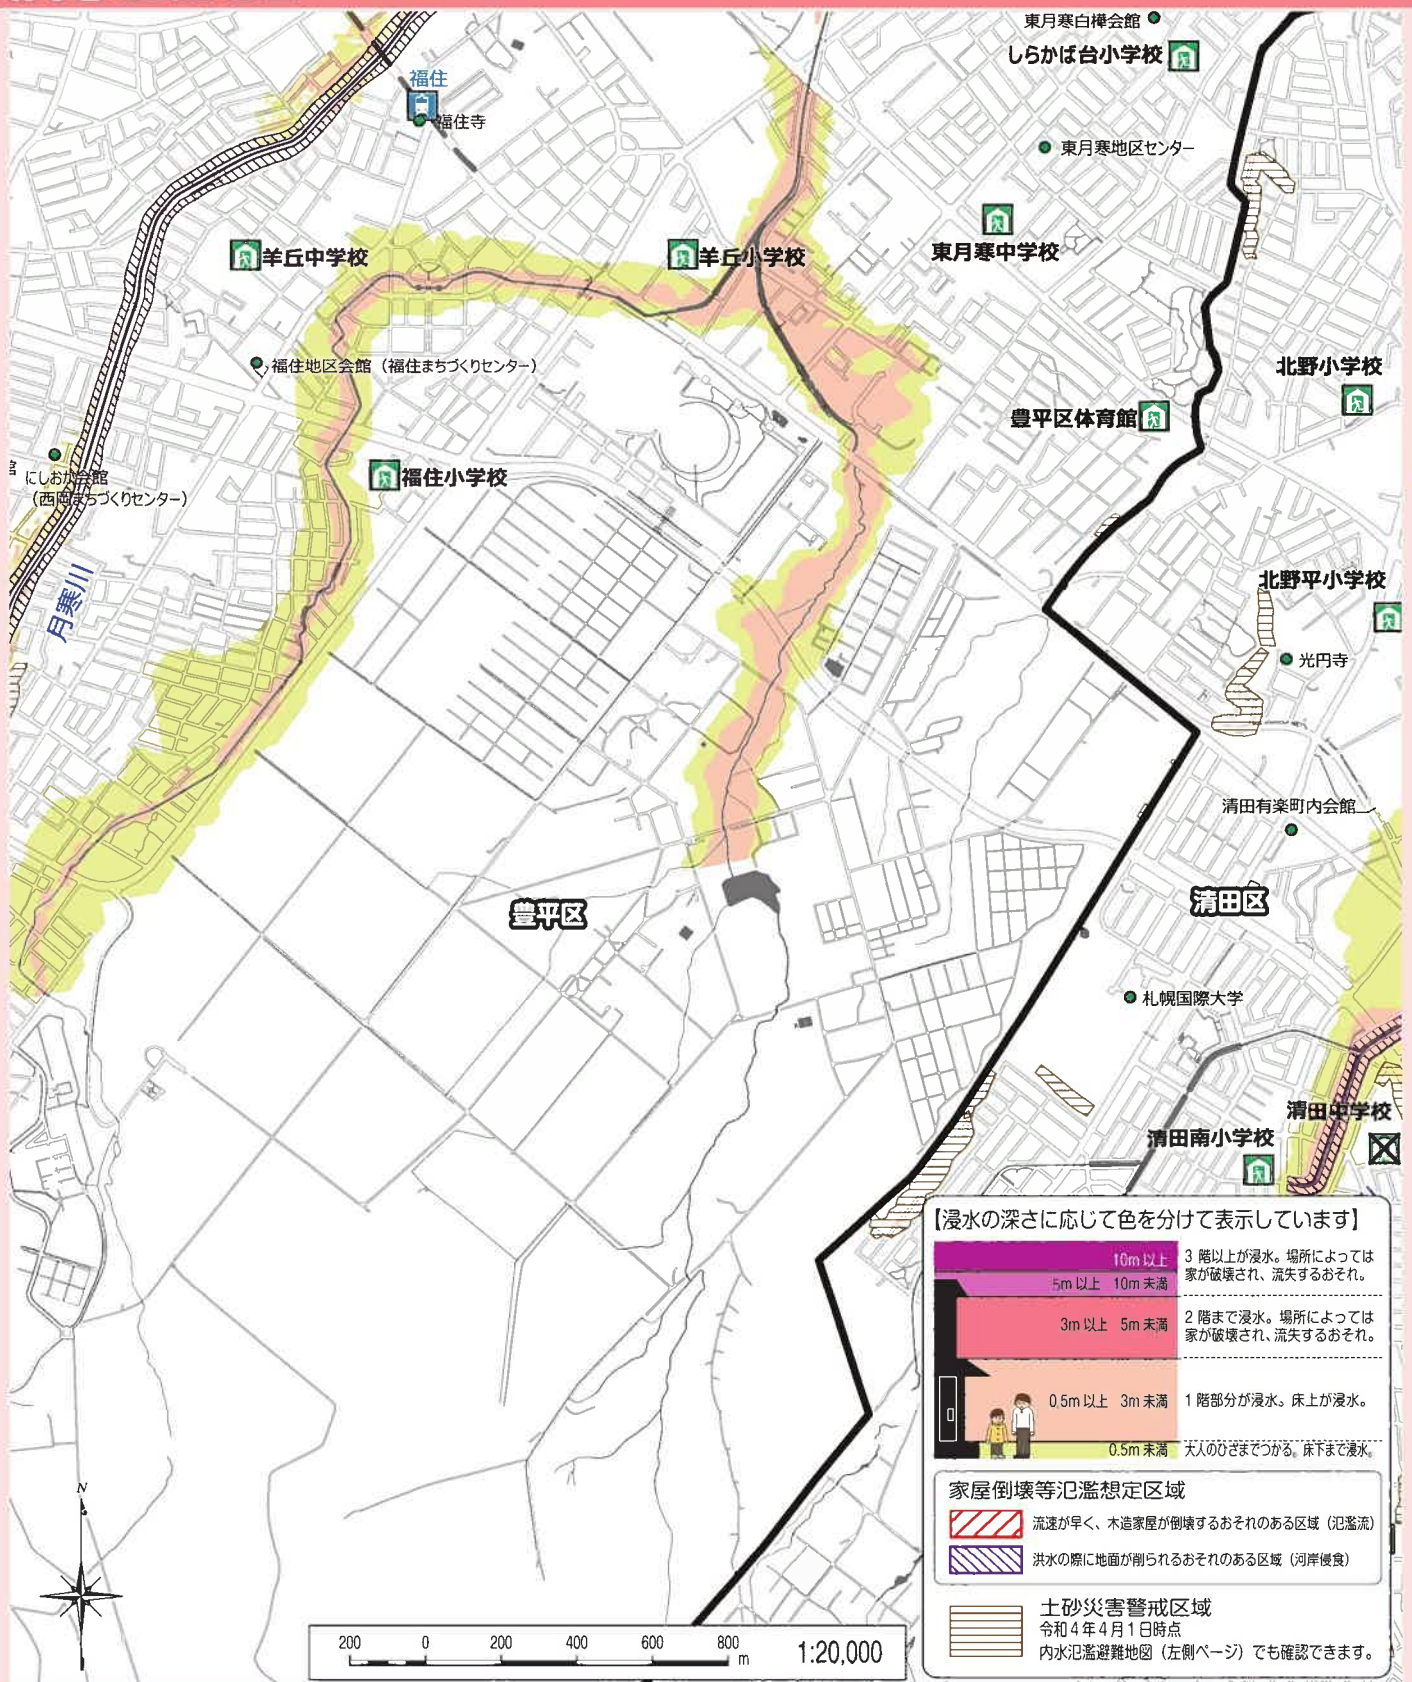 東月寒白樺会館
しらかば台小学校
福住
福住寺
東月寒地区センター
羊丘中学校
羊丘小学校
東月寒中学校
福住地区会館（福住まちづくりセンター）
北野小学校
豊平区体育館
にしおか会館
（西岡まちづくりセンター）
福住小学校
月寒川
北野平小学校
光円寺
清田有楽町内会館
豊平区
清田区
札幌国際大学
清田中学校
清田南小学校
【浸水の深さに応じて色を分けて表示しています】
10m 以上
5m 以上 10m 未満
3 階以上が浸水。場所によっては
家が破壊され、流失するおそれ。
3m 以上 5m 未満
2 階まで浸水。場所によっては
家が破壊され、流失するおそれ。
0.5m 以上 3m 未満
1 階部分が浸水。床上が浸水。
0.5m 未満
大人のひざまでつかる。床下まで浸水。
家屋倒壊等氾濫想定区域
流速が早く、木造家屋が倒壊するおそれのある区域（氾濫流）
洪水の際に地面が削られるおそれのある区域（河岸侵食）
土砂災害警戒区域
令和４年４月１日時点
内水氾濫避難地図（左側ページ）でも確認できます。
N
200 0 200 400 600 800 m
1:20,000